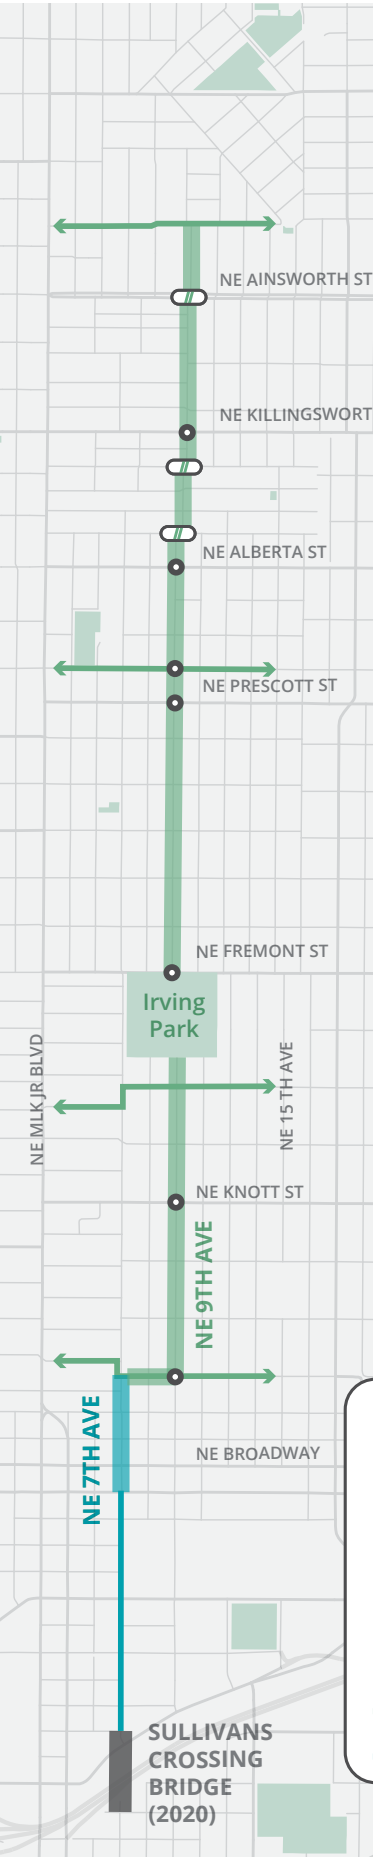 NE AINSWORTH ST
NE KILLINGSWORT
NE ALBERTA ST
NE PRESCOTT ST
NE FREMONT ST
Irving
Park
NE MLK JR BLVD
NE 15 TH AVE
NE KNOTT ST
NE 9TH AVE
NE 7TH AVE
NE BROADWAY
SULLIVANS
CROSSING
BRIDGE
(2020)